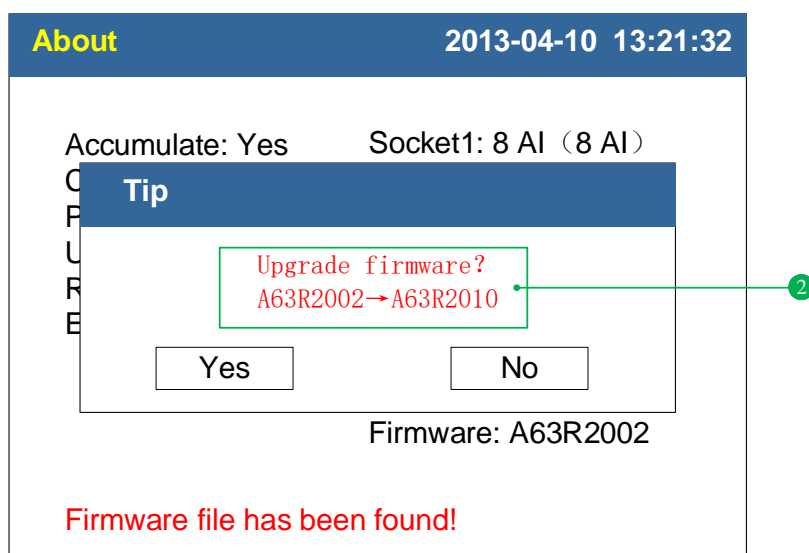 About 2013-04-10 13:21:32
Accumulate: Yes Socket1: 8 AI（8 AI）
Tip
Upgrade firmware?
A63R2002→A63R2010
2
Yes No
Firmware: A63R2002
Firmware file has been found!